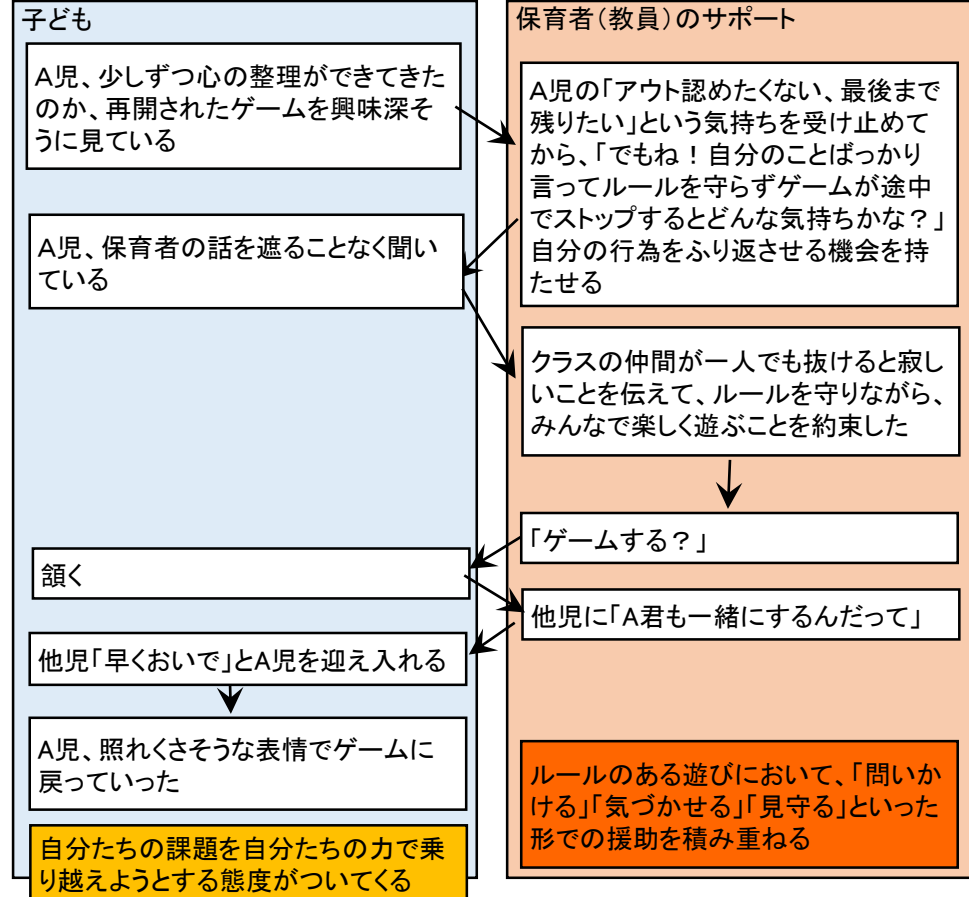 子ども
A児、少しずつ心の整理ができてきた
のか、再開されたゲームを興味深そ
うに見ている
A児、保育者の話を遮ることなく聞い
ている
頷く
他児「早くおいで」とA児を迎え入れる
A児、照れくさそうな表情でゲームに
戻っていった
自分たちの課題を自分たちの力で乗
り越えようとする態度がついてくる
保育者(教員)のサポート
A児の「アウト認めたくない、最後まで
残りたい」という気持ちを受け止めて
から、「でもね!自分のことばっかり
言ってルールを守らずゲームが途中
でストップするとどんな気持ちかな?」
自分の行為をふり返させる機会を持
たせる
クラスの仲間が一人でも抜けると寂し
いことを伝えて、ルールを守りながら、
みんなで楽しく遊ぶことを約束した
「ゲームする?」
他児に「A君も一緒にするんだって」
ルールのある遊びにおいて、「問いか
ける」「気づかせる」「見守る」といった
形での援助を積み重ねる